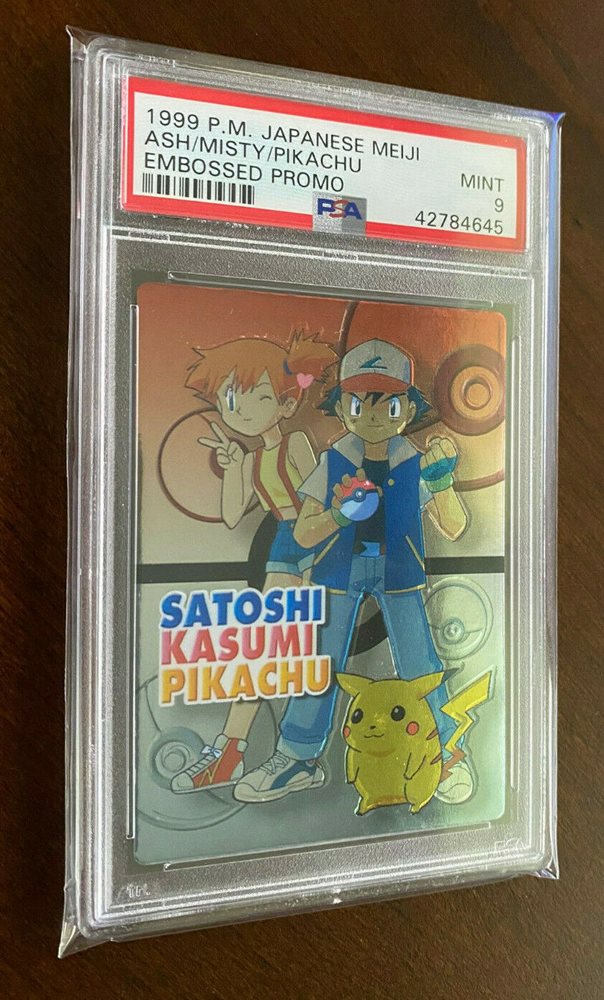 1999 P.M. JAPANESE MEIJI
ASH/MISTY/PIKACHU
EMBOSSED PROMO
MINT
9
PSA
42784645
SATOSHI
KASUMI
PIKACHU